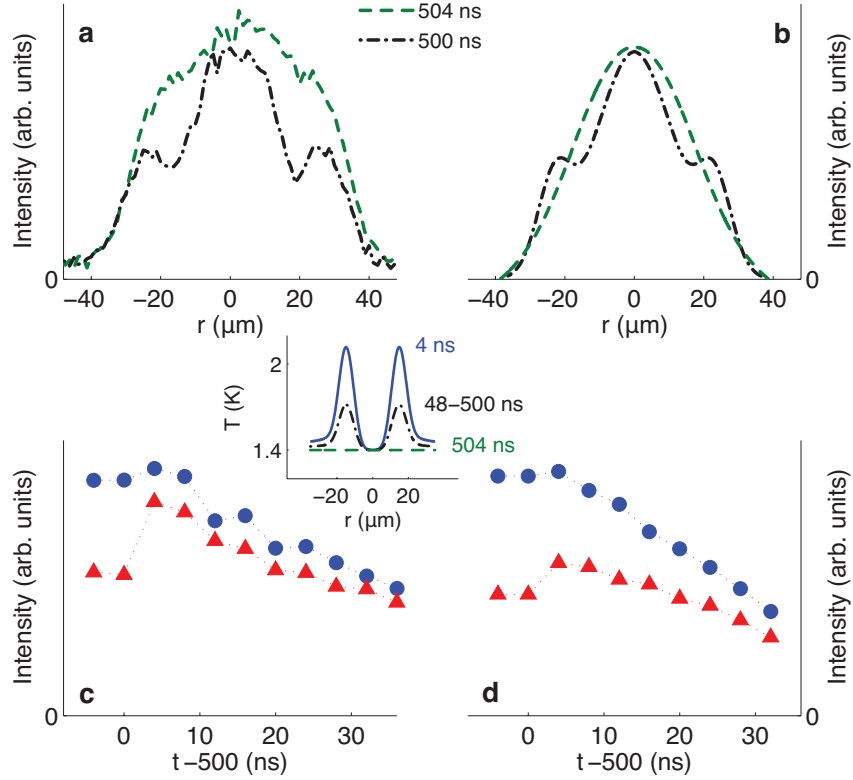 a
504 ns
500 ns
b
Intensity (arb. units)
0
−40 −20 0 20 40
r (μm)
−40 −20 0 20 40
r (μm)
0
Intensity (arb. units)
4 ns
48−500 ns
504 ns
T (K)
2
1.4
−20 0 20
r (μm)
Intensity (arb. units)
0
c
0 10 20 30
t−500 (ns)
d
0 10 20 30
t−500 (ns)
0
Intensity (arb. units)